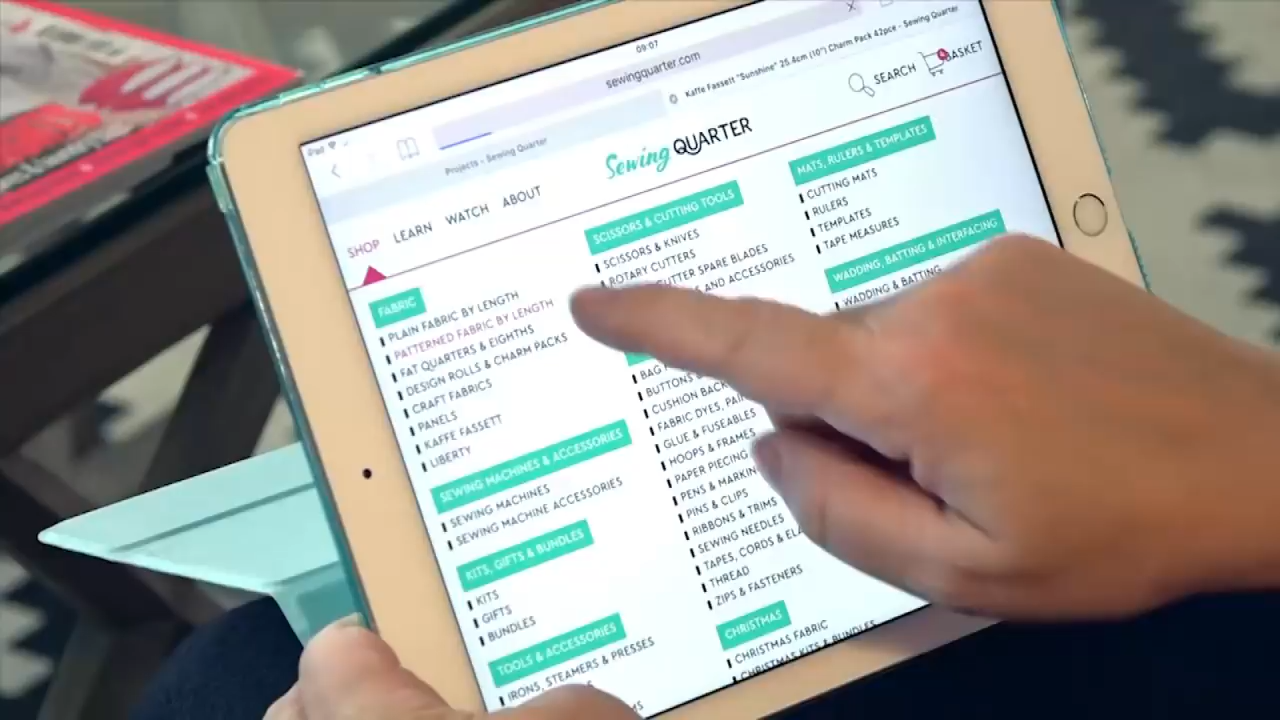 09:07
iPad
sewingquarter.com
Projects - Sewing Quarter
Kaffe Fassett "Sunshine" 25.4cm (10") Charm Pack 42pce - Sewing Quarter
Sewing QUARTER
SEARCH
BASKET
SHOP
LEARN
WATCH
ABOUT
FABRIC
PLAIN FABRIC BY LENGTH
PATTERNED FABRIC BY LENGTH
FAT QUARTERS & EIGHTHS
DESIGN ROLLS & CHARM PACKS
CRAFT FABRICS
PANELS
KAFFE FASSETT
LIBERTY
SEWING MACHINES & ACCESSORIES
SEWING MACHINES
SEWING MACHINE ACCESSORIES
KITS, GIFTS & BUNDLES
KITS
GIFTS
BUNDLES
TOOLS & ACCESSORIES
IRONS, STEAMERS & PRESSES
SCISSORS & CUTTING TOOLS
SCISSORS & KNIVES
ROTARY CUTTERS
CUTTER SPARE BLADES
AND ACCESSORIES
BAG
BUTTONS
CUSHION
FABRIC DYES,
GLUE & FUSEABLES
HOOPS & FRAMES
PAPER PIECING
PENS &
PINS & CLIPS
RIBBONS & TRIMS
SEWING NEEDLES
TAPES, CORDS &
THREAD
ZIPS & FASTENERS
CHRISTMAS
CHRISTMAS FABRIC
CHRISTMAS KITS & BUNDLES
MATS, RULERS & TEMPLATES
CUTTING MATS
RULERS
TEMPLATES
TAPE MEASURES
WADDING, BATTING & INTERFACING
WADDING & BATTING